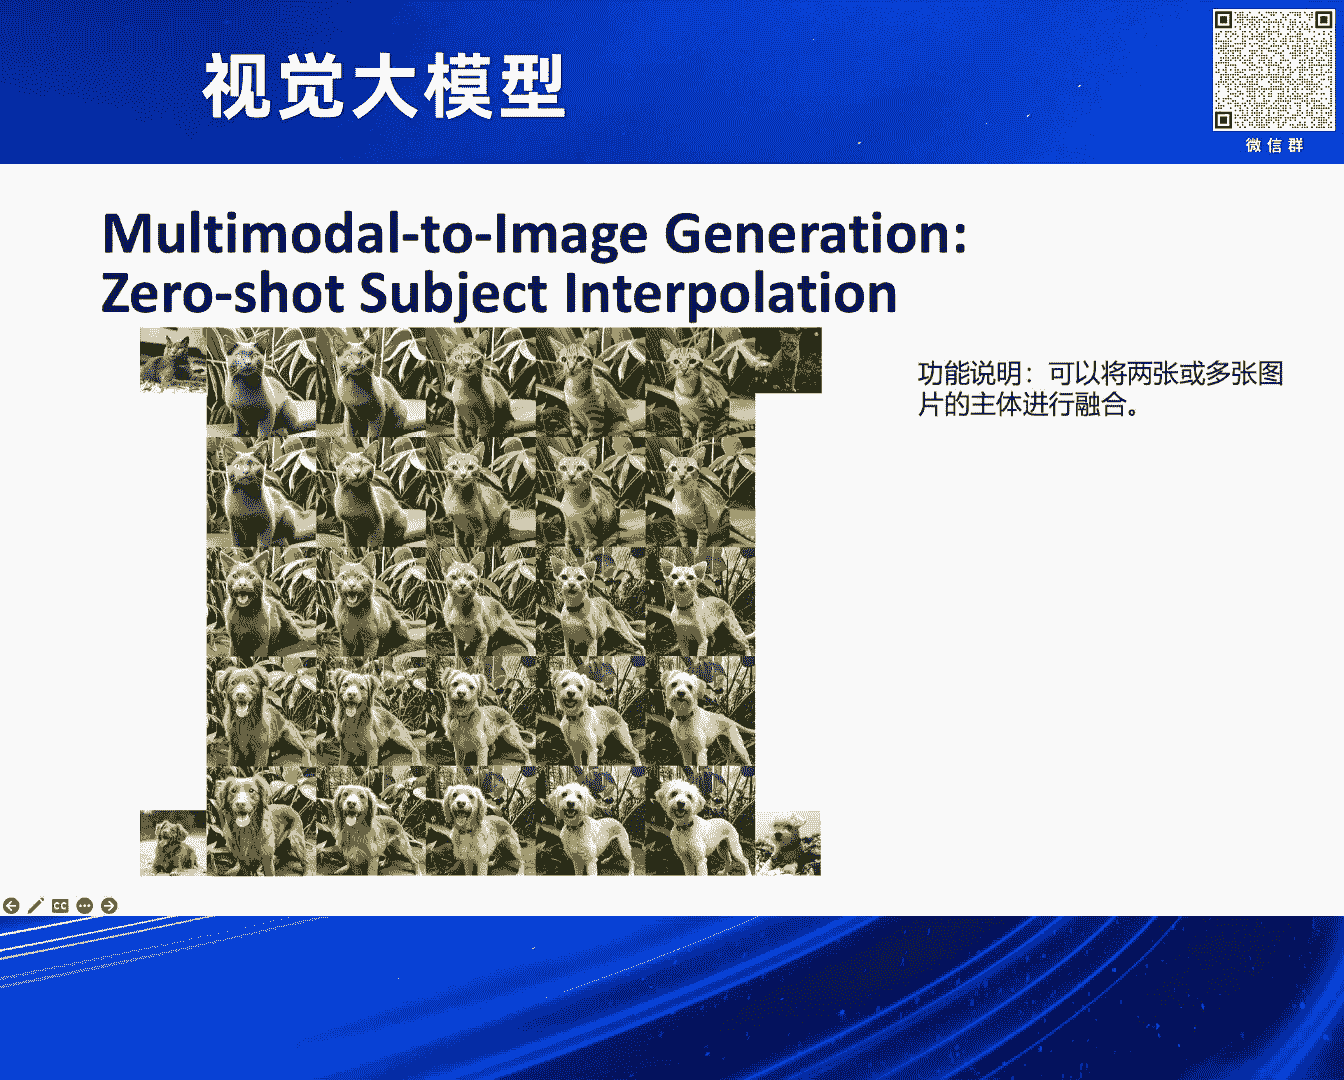 视觉大模型
微信群
Multimodal-to-Image Generation:
Zero-shot Subject Interpolation
功能说明：可以将两张或多张图
片的主体进行融合。
CC